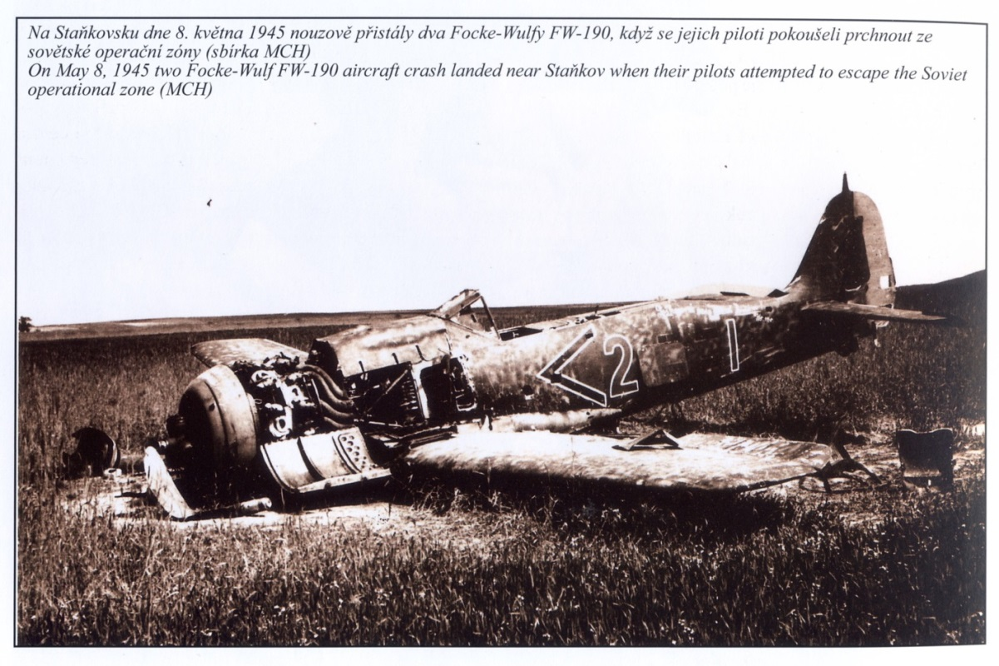 Na Staňkovsku dne 8. května 1945 nouzově přistály dva Focke-Wulfy FW-190, když se jejich piloti pokoušeli prchnout ze
sovětské operační zóny (sbírka MCH)
On May 8, 1945 two Focke-Wulf FW-190 aircraft crash landed near Staňkov when their pilots attempted to escape the Soviet
operational zone (MCH)
2 I